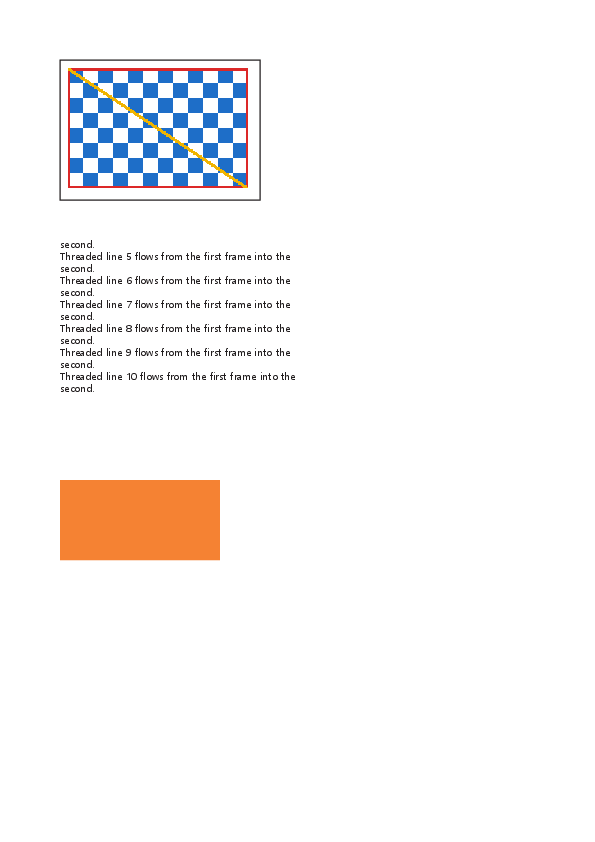 second.
Threaded line 5 flows from the first frame into the
second.
Threaded line 6 flows from the first frame into the
second.
Threaded line 7 flows from the first frame into the
second.
Threaded line 8 flows from the first frame into the
second.
Threaded line 9 flows from the first frame into the
second.
Threaded line 10 flows from the first frame into the
second.